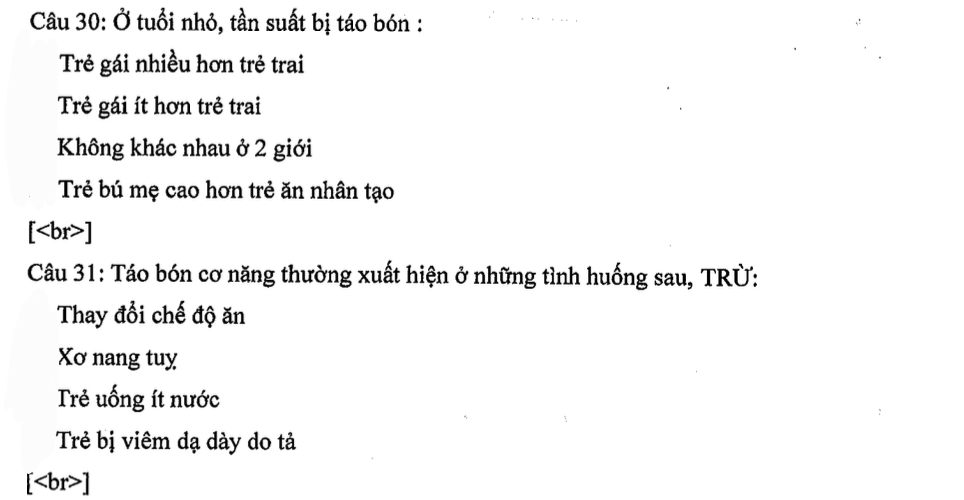 Câu 30: Ở tuổi nhỏ, tần suất bị táo bón :
Trẻ gái nhiều hơn trẻ trai
Trẻ gái ít hơn trẻ trai
Không khác nhau ở 2 giới
Trẻ bú mẹ cao hơn trẻ ăn nhân tạo
[<br>]
Câu 31: Táo bón cơ năng thường xuất hiện ở những tình huống sau, TRỪ:
Thay đổi chế độ ăn
Xơ nang tuỵ
Trẻ uống ít nước
Trẻ bị viêm dạ dày do tả
[<br>]